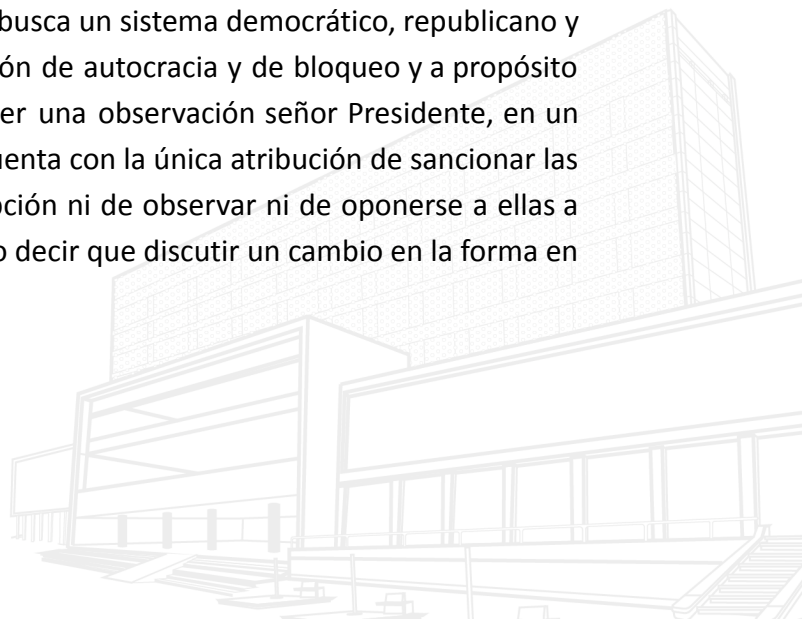 busca un sistema democrático, republicano y
ón de autocracia y de bloqueo y a propósito
er una observación señor Presidente, en un
uenta con la única atribución de sancionar las
pción ni de observar ni de oponerse a ellas a
o decir que discutir un cambio en la forma en